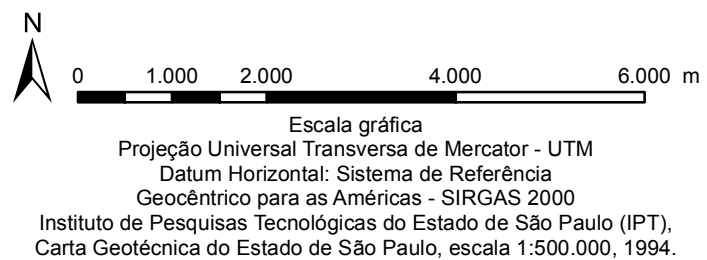 N
0 1.000 2.000 4.000 6.000 m
Escala gráfica
Projeção Universal Transversa de Mercator - UTM
Datum Horizontal: Sistema de Referência
Geocêntrico para as Américas - SIRGAS 2000
Instituto de Pesquisas Tecnológicas do Estado de São Paulo (IPT),
Carta Geotécnica do Estado de São Paulo, escala 1:500.000, 1994.